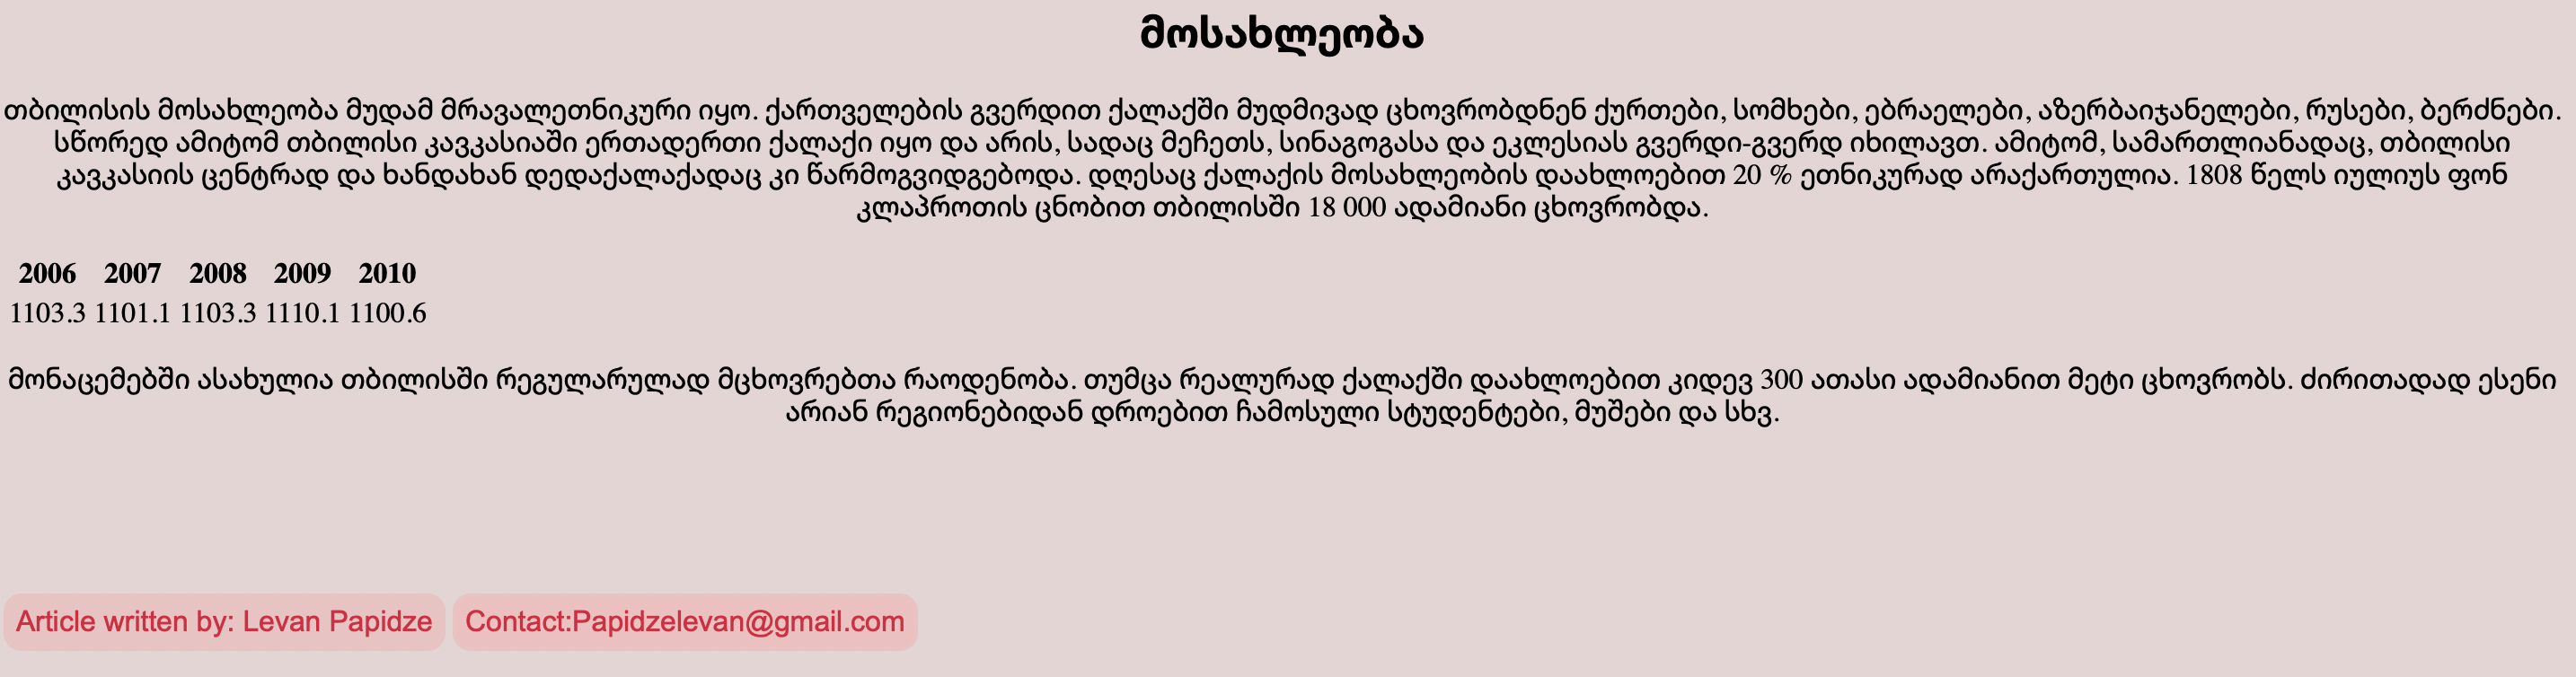 მოსახლეობა
თბილისის მოსახლეობა მუდამ მრავალეთნიკური იყო. ქართველების გვერდით ქალაქში მუდმივად ცხოვრობდნენ ქურთები, სომხები, ებრაელები, აზერბაიჯანელები, რუსები, ბერძნები.
სწორედ ამიტომ თბილისი კავკასიაში ერთადერთი ქალაქი იყო და არის, სადაც მეჩეთს, სინაგოგასა და ეკლესიას გვერდი-გვერდ იხილავთ. ამიტომ, სამართლიანადაც, თბილისი
კავკასიის ცენტრად და ხანდახან დედაქალაქადაც კი წარმოგვიდგებოდა. დღესაც ქალაქის მოსახლეობის დაახლოებით 20 % ეთნიკურად არაქართულია. 1808 წელს იულიუს ფონ
კლაპროთის ცნობით თბილისში 18 000 ადამიანი ცხოვრობდა.
2006 2007 2008 2009 2010
1103.3 1101.1 1103.3 1110.1 1100.6
მონაცემებში ასახულია თბილისში რეგულარულად მცხოვრებთა რაოდენობა. თუმცა რეალურად ქალაქში დაახლოებით კიდევ 300 ათასი ადამიანით მეტი ცხოვრობს. ძირითადად ესენი
არიან რეგიონებიდან დროებით ჩამოსული სტუდენტები, მუშები და სხვ.
Article written by: Levan Papidze Contact:Papidzelevan@gmail.com